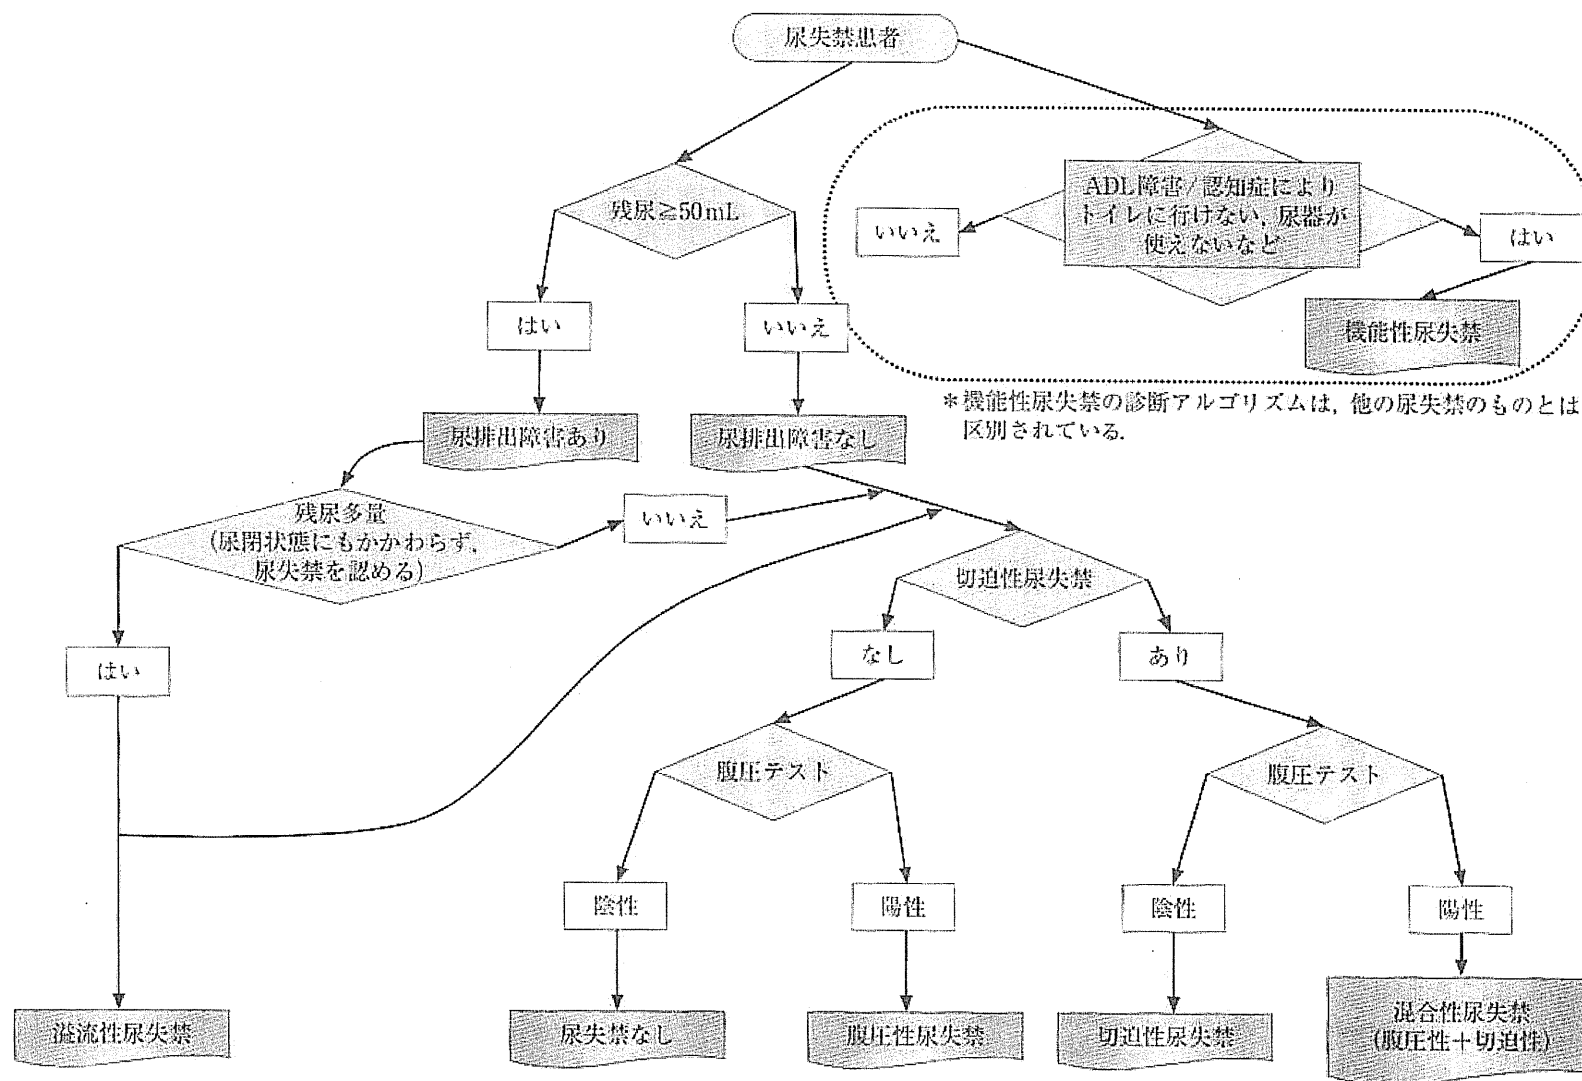 尿失禁患者
残尿≧50mL
ADL障害/認知症により
トイレに行けない,尿器が
使えないなど
いいえ
はい
はい
いいえ
機能性尿失禁
*機能性尿失禁の診断アルゴリズムは,他の尿失禁のものとは
区別されている.
尿排出障害あり
尿排出障害なし
残尿多量
(尿閉状態にもかかわらず,
尿失禁を認める)
いいえ
切迫性尿失禁
はい
なし
あり
腹圧テスト
腹圧テスト
陰性
陽性
陰性
陽性
溢流性尿失禁
尿失禁なし
腹圧性尿失禁
切迫性尿失禁
混合性尿失禁
(腹圧性+切迫性)